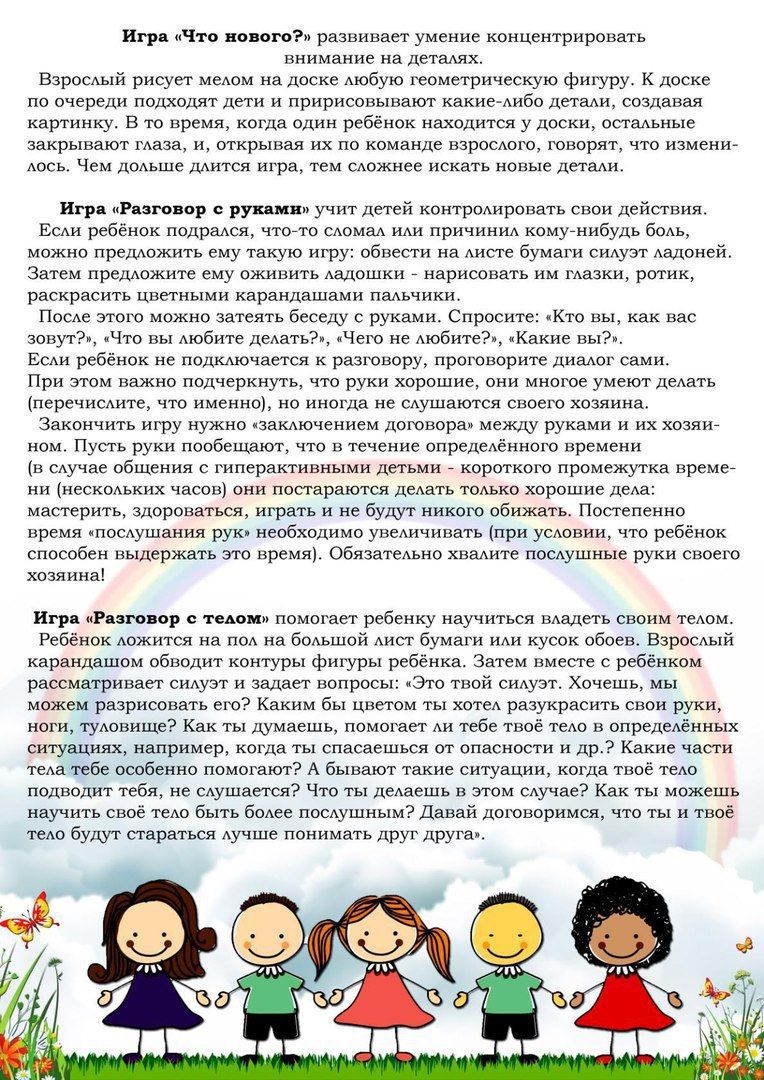 Игра «Что нового?» развивает умение концентрировать
внимание на деталях.
Взрослый рисует мелом на доске любую геометрическую фигуру. К доске
по очереди подходят дети и пририсовывают какие-либо детали, создавая
картинку. В то время, когда один ребёнок находится у доски, остальные
закрывают глаза, и, открывая их по команде взрослого, говорят, что измени-
лось. Чем дольше длится игра, тем сложнее искать новые детали.
Игра «Разговор с руками» учит детей контролировать свои действия.
Если ребёнок подрался, что-то сломал или причинил кому-нибудь боль,
можно предложить ему такую игру: обвести на листе бумаги силуэт ладоней.
Затем предложите ему оживить ладошки - нарисовать им глазки, ротик,
раскрасить цветными карандашами пальчики.
После этого можно затеять беседу с руками. Спросите: «Кто вы, как вас
зовут?», «Что вы любите делать?», «Чего не любите?», «Какие вы?».
Если ребёнок не подключается к разговору, проговорите диалог сами.
При этом важно подчеркнуть, что руки хорошие, они многое умеют делать
(перечислите, что именно), но иногда не слушаются своего хозяина.
Закончить игру нужно «заключением договора» между руками и их хозяи-
ном. Пусть руки пообещают, что в течение определённого времени
(в случае общения с гиперактивными детьми - короткого промежутка време-
ни (нескольких часов) они постараются делать только хорошие дела:
мастерить, здороваться, играть и не будут никого обижать. Постепенно
время «послушания рук» необходимо увеличивать (при условии, что ребёнок
способен выдержать это время). Обязательно хвалите послушные руки своего
хозяина!
Игра «Разговор с телом» помогает ребенку научиться владеть своим телом.
Ребёнок ложится на пол на большой лист бумаги или кусок обоев. Взрослый
карандашом обводит контуры фигуры ребёнка. Затем вместе с ребёнком
рассматривает силуэт и задает вопросы: «Это твой силуэт. Хочешь, мы
можем разрисовать его? Каким бы цветом ты хотел разукрасить свои руки,
ноги, туловище? Как ты думаешь, помогает ли тебе твоё тело в определённых
ситуациях, например, когда ты спасаешься от опасности и др.? Какие части
тела тебе особенно помогают? А бывают такие ситуации, когда твоё тело
подводит тебя, не слушается? Что ты делаешь в этом случае? Как ты можешь
научить своё тело быть более послушным? Давай договоримся, что ты и твоё
тело будут стараться лучше понимать друг друга».